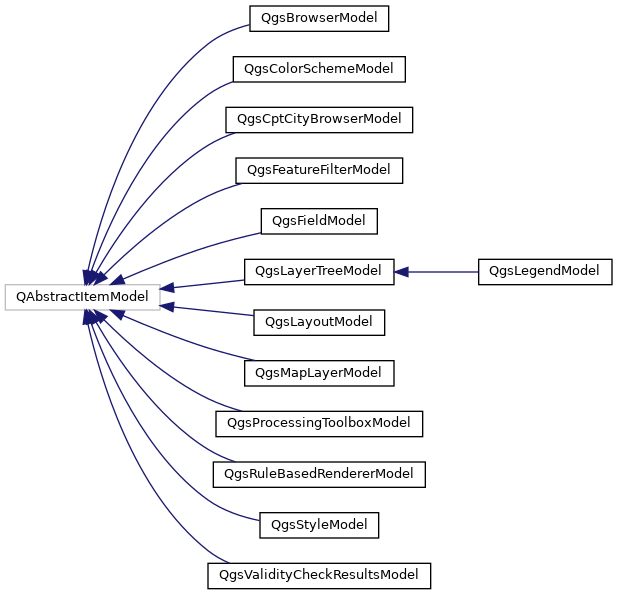 QgsBrowserModel
QgsColorSchemeModel
QgsCptCityBrowserModel
QgsFeatureFilterModel
QgsFieldModel
QgsLayerTreeModel
QgsLegendModel
QAbstractItemModel
QgsLayoutModel
QgsMapLayerModel
QgsProcessingToolboxModel
QgsRuleBasedRendererModel
QgsStyleModel
QgsValidityCheckResultsModel